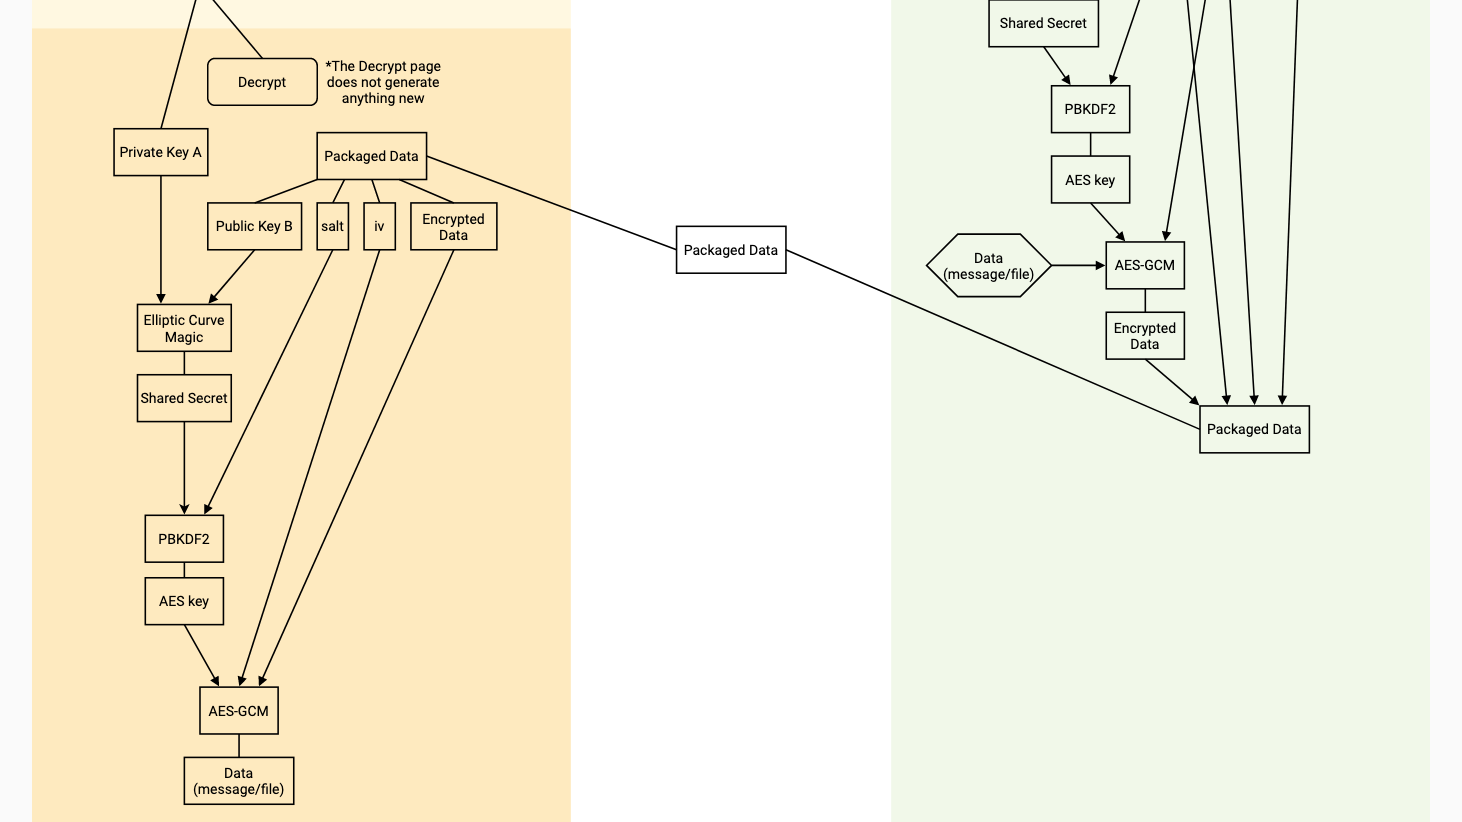 Decrypt
*The Decrypt page
does not generate
anything new
Private Key A
Packaged Data
Public Key B
salt
iv
Encrypted
Data
Elliptic Curve
Magic
Shared Secret
PBKDF2
AES key
AES-GCM
Data
(message/file)
Packaged Data
Shared Secret
PBKDF2
AES key
Data
(message/file)
AES-GCM
Encrypted
Data
Packaged Data